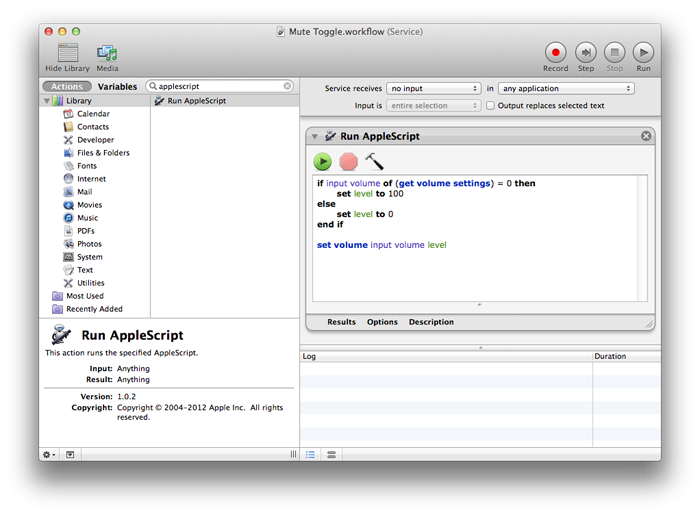 Mute Toggle.workflow (Service)
Hide Library
Media
Record
Step
Stop
Run
Actions
Variables
applescript
Library
Calendar
Contacts
Developer
Files & Folders
Fonts
Internet
Mail
Movies
Music
PDFs
Photos
System
Text
Utilities
Most Used
Recently Added
Run AppleScript
Service receives no input in any application
Input is entire selection Output replaces selected text
Run AppleScript
if input volume of (get volume settings) = 0 then
set level to 100
else
set level to 0
end if
set volume input volume level
Results Options Description
Run AppleScript
This action runs the specified AppleScript.
Input: Anything
Result: Anything
Version: 1.0.2
Copyright: Copyright © 2004–2012 Apple Inc. All rights
reserved.
Log Duration